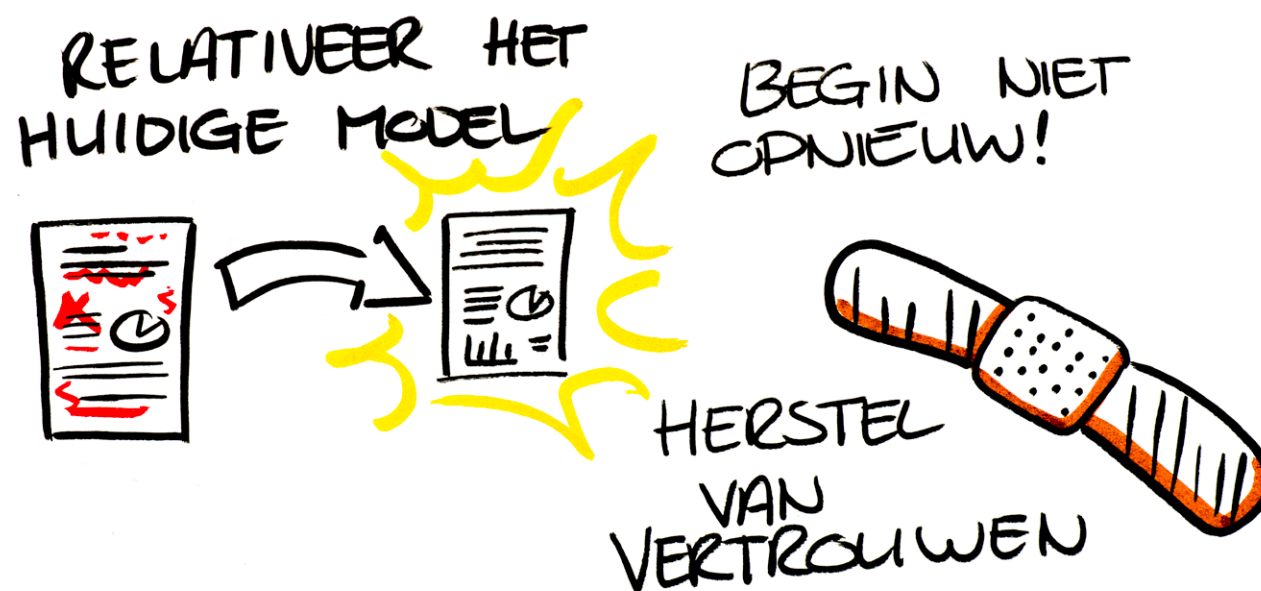 RELATIVEER HET
HUIDIGE MODEL
BEGIN NIET
OPNIEUW!
HERSTEL
VAN
VERTROUWEN